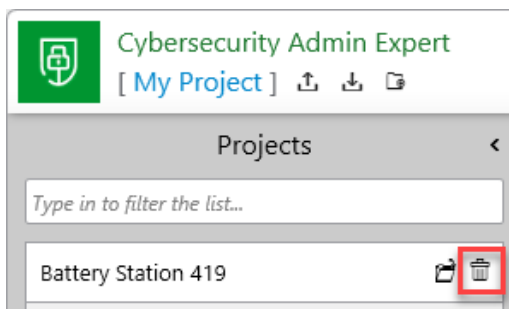 Cybersecurity Admin Expert
[ My Project ]
Projects
Type in to filter the list...
Battery Station 419